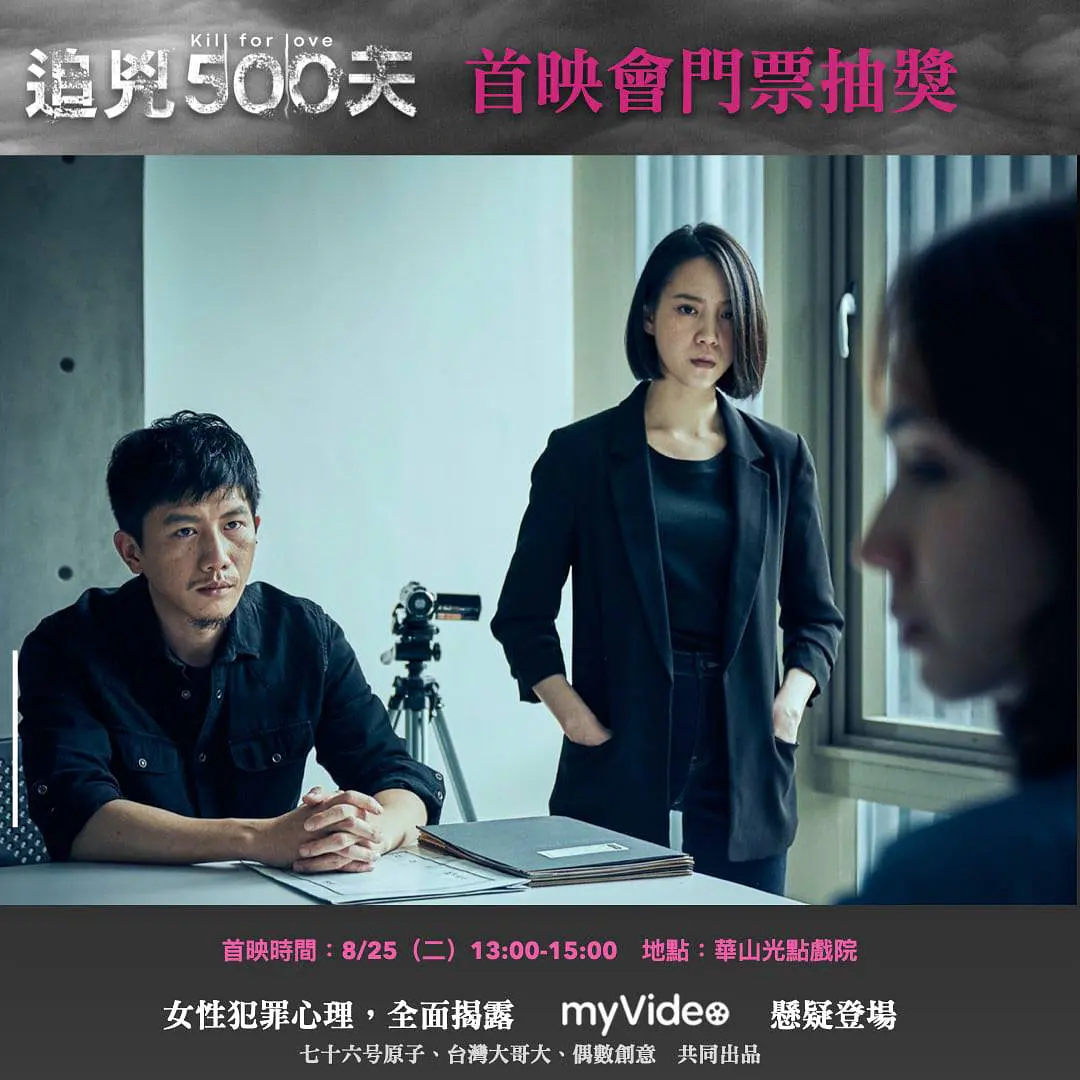 Kill for love
追兇500天 首映會門票抽獎
首映時間：8/25（二）13:00-15:00 地點：華山光點戲院
女性犯罪心理，全面揭露 myVideo 懸疑登場
七十六号原子、台灣大哥大、偶數創意 共同出品